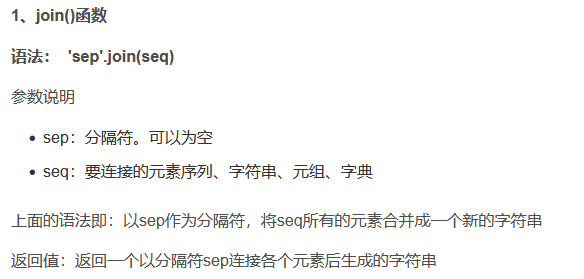 1、join()函数
语法： 'sep'.join(seq)
参数说明
sep：分隔符。可以为空
seq：要连接的元素序列、字符串、元组、字典
上面的语法即：以sep作为分隔符，将seq所有的元素合并成一个新的字符串
返回值：返回一个以分隔符sep连接各个元素后生成的字符串